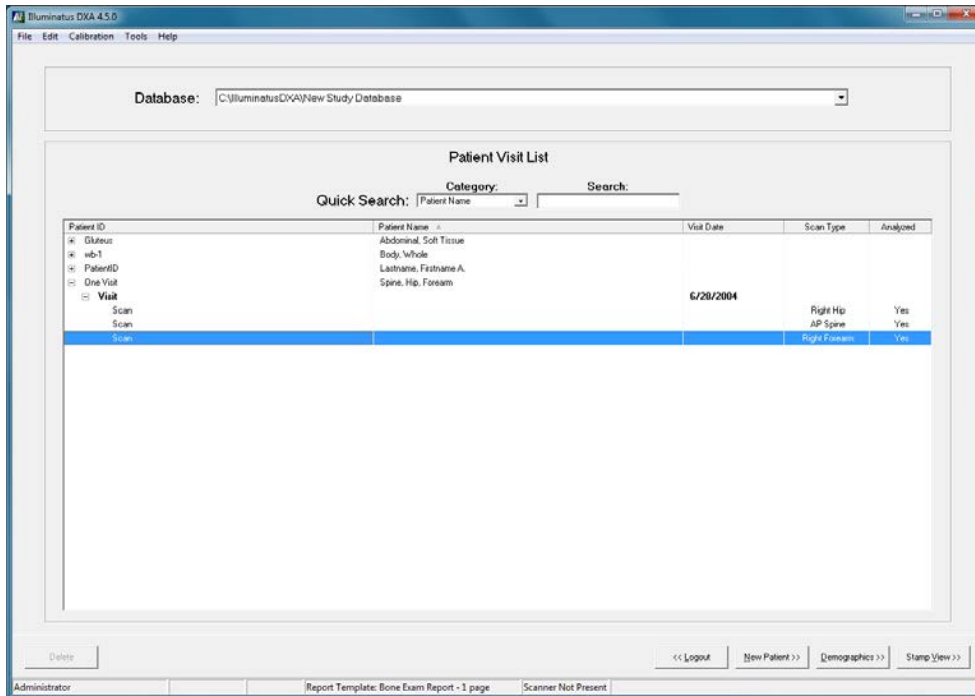 Illuminatus DXA 4.5.0
File Edit Calibration Tools Help
Database: C:\IlluminatusDXA\New Study Database
Patient Visit List
Category: Search:
Quick Search: Patient Name
Patient ID Patient Name Visit Date Scan Type Analyzed
Gluteus Abdominal, Soft Tissue
wb-1 Body, Whole
PatientID Lastname, Firstname A.
One Visit Spine, Hip, Forearm
Visit 6/28/2004
Scan Right Hip Yes
Scan AP Spine Yes
Scan Right Forearm Yes
Delete << Logout New Patient >> Demographics >> Stamp View >>
Administrator Report Template: Bone Exam Report - 1 page Scanner Not Present